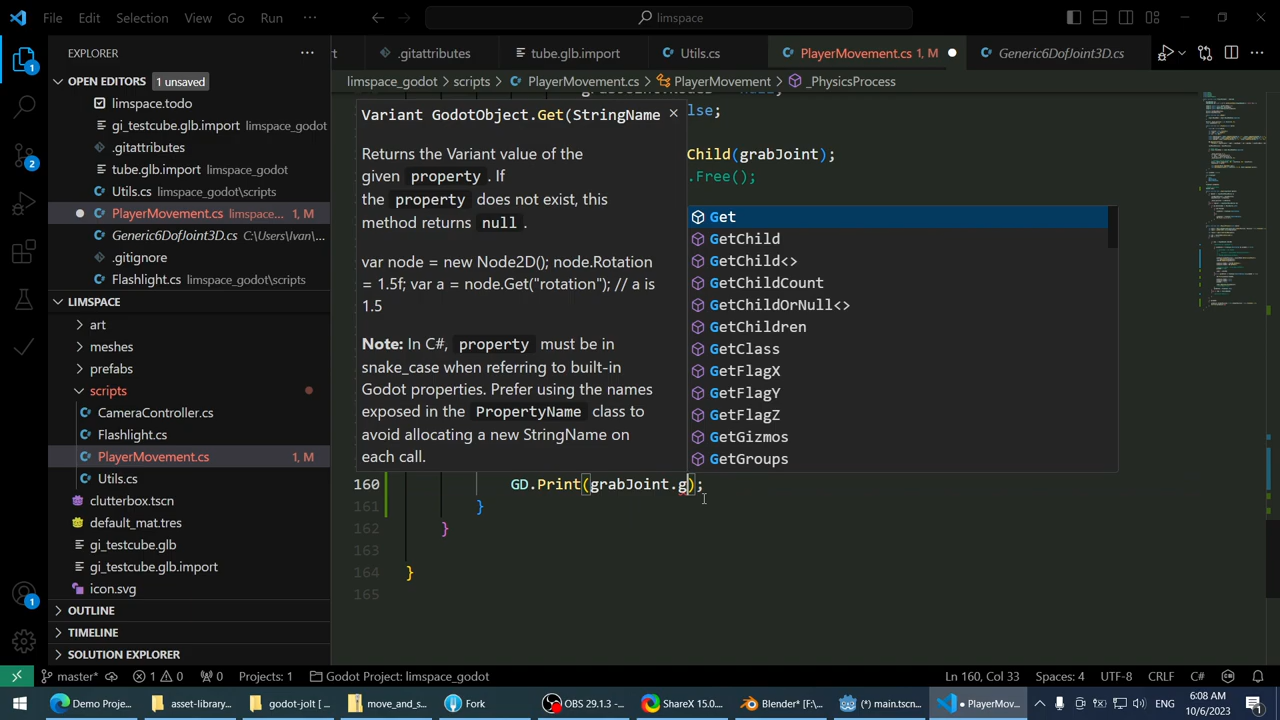 File Edit Selection View Go Run ··· limspace
EXPLORER ···
OPEN EDITORS 1 unsaved
limspace.todo
gi_testcube.glb.import limspace_godot
.gitattributes
tube.glb.import limspace_godot
Utils.cs limspace_godot\scripts
PlayerMovement.cs limspace... 1, M
Generic6DofJoint3D.cs C:\Users\Ivan\...
.gitignore
Flashlight.cs limspace_godot\scripts
LIMSPACE
art
meshes
prefabs
scripts
CameraController.cs
Flashlight.cs
PlayerMovement.cs 1, M
Utils.cs
clutterbox.tscn
default_mat.tres
gi_testcube.glb
gi_testcube.glb.import
icon.svg
OUTLINE
TIMELINE
SOLUTION EXPLORER
1
2
1
.gitattributes tube.glb.import Utils.cs PlayerMovement.cs 1, M Generic6DofJoint3D.cs
limspace_godot > scripts > PlayerMovement.cs > PlayerMovement > _PhysicsProcess
Variant GodotObject.Get(StringName
Returns the Variant value of the
given property . If
the property does not exist, this
method returns null.
var node = new Node2D(); node.Rotation
= 1.5f; var a = node.Get("rotation"); // a is
1.5
Note: In C#, property must be in
snake_case when referring to built-in
Godot properties. Prefer using the names
exposed in the PropertyName class to
avoid allocating a new StringName on
each call.
lse;
hild(grabJoint);
.Free();
Get
GetChild
GetChild<>
GetChildCount
GetChildOrNull<>
GetChildren
GetClass
GetFlagX
GetFlagY
GetFlagZ
GetGizmos
GetGroups
160 GD.Print(grabJoint.g);
161 }
162 }
163
164 }
165
master* 1 0 0 Projects: 1 Godot Project: limspace_godot Ln 160, Col 33 Spaces: 4 UTF-8 CRLF C#
Demo Proje... asset-library... godot-jolt [ m... move_and_s... Fork OBS 29.1.3 -... ShareX 15.0.... Blender* [F:\... (*) main.tscn... ● PlayerMov... ENG 6:08 AM 10/6/2023 1